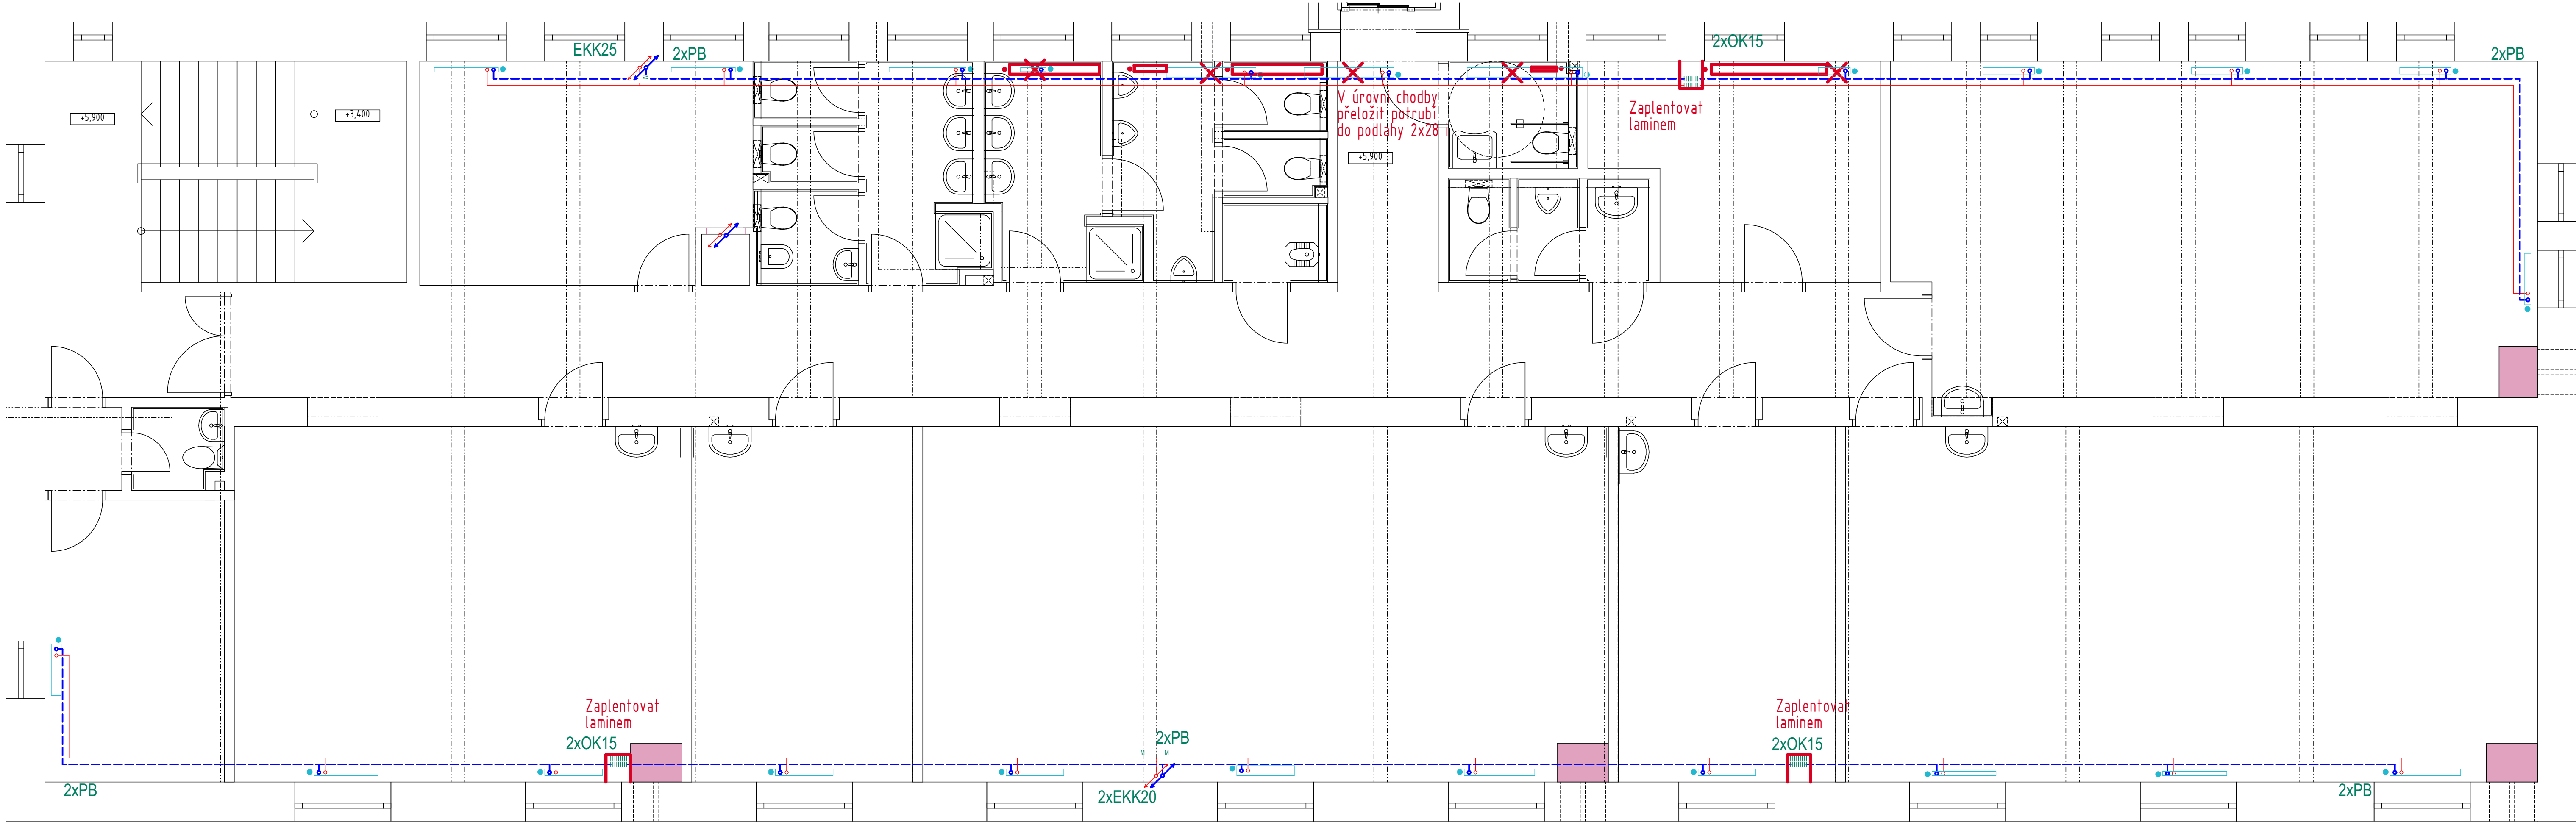 EKK25
2xPB
2xOK15
2xPB
+5,900
+3,400
V úrovni chodby
přeložit potrubí
do podlahy 2x28
Zaplentovat
laminem
+5,900
Zaplentovat
laminem
2xOK15
M
M
2xPB
Zaplentovat
laminem
2xOK15
2xPB
2xEKK20
2xPB